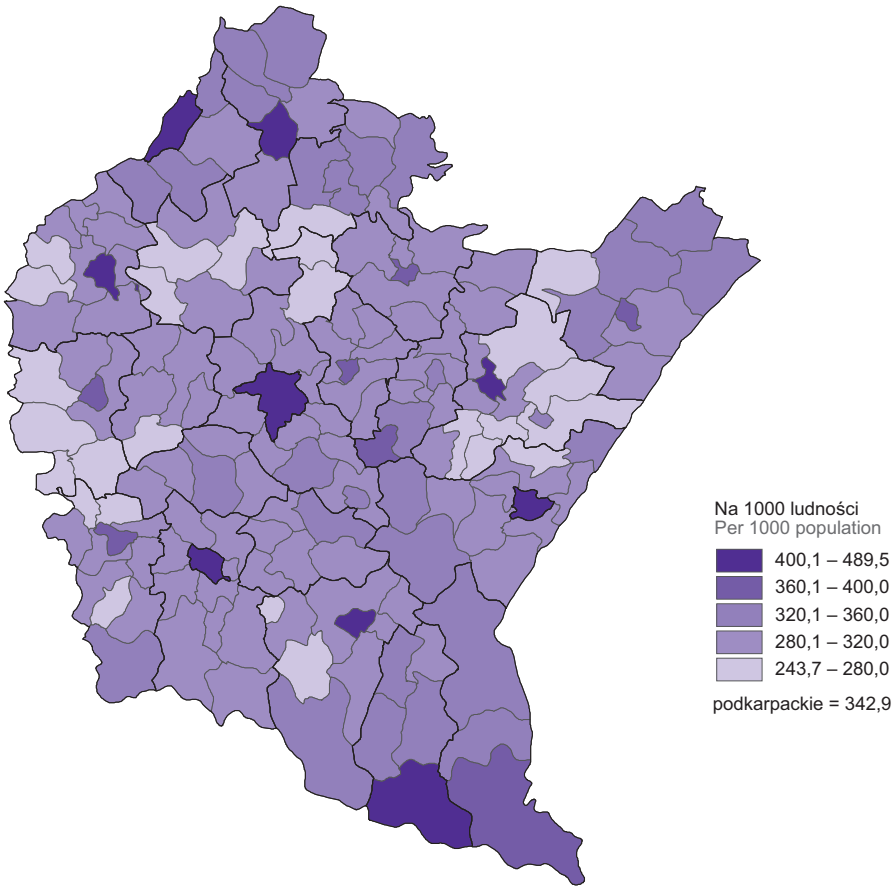 Na 1000 ludności
Per 1000 population
400,1 – 489,5
360,1 – 400,0
320,1 – 360,0
280,1 – 320,0
243,7 – 280,0
podkarpackie = 342,9